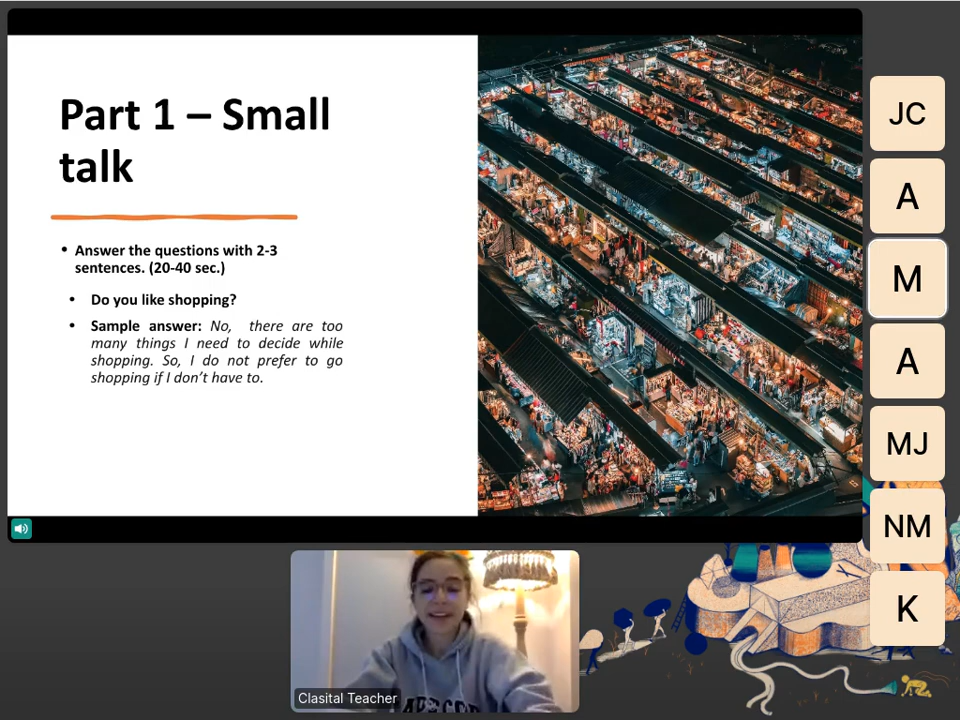 Part 1 – Small
talk
• Answer the questions with 2-3
sentences. (20-40 sec.)
• Do you like shopping?
• Sample answer: No, there are too
many things I need to decide while
shopping. So, I do not prefer to go
shopping if I don't have to.
JC
A
M
A
MJ
NM
K
Clasital Teacher